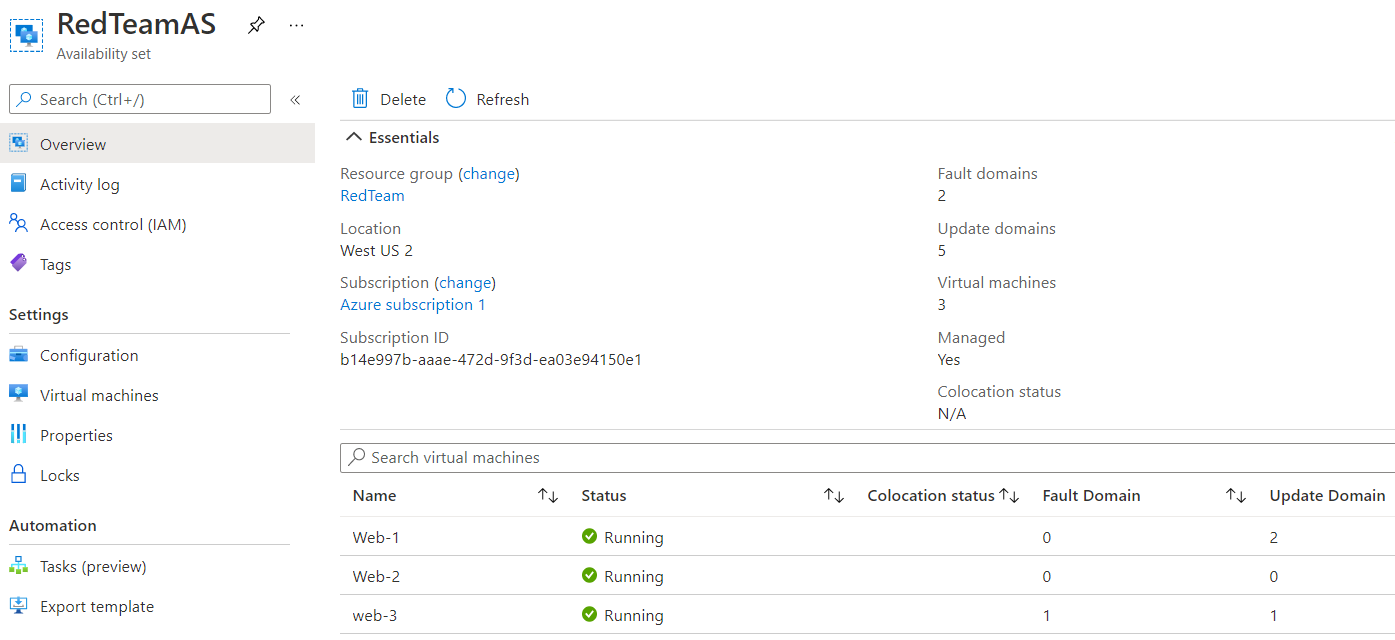 RedTeamAS
...
Availability set
Search (Ctrl+/)
«
Overview
Activity log
Access control (IAM)
Tags
Settings
Configuration
Virtual machines
Properties
Locks
Automation
Tasks (preview)
Export template
Delete
Refresh
Essentials
Resource group (change)
RedTeam
Location
West US 2
Subscription (change)
Azure subscription 1
Subscription ID
b14e997b-aaae-472d-9f3d-ea03e94150e1
Fault domains
2
Update domains
5
Virtual machines
3
Managed
Yes
Colocation status
N/A
Search virtual machines
Name ↑↓ Status ↑↓ Colocation status ↑↓ Fault Domain ↑↓ Update Domain
Web-1 Running 0 2
Web-2 Running 0 0
web-3 Running 1 1